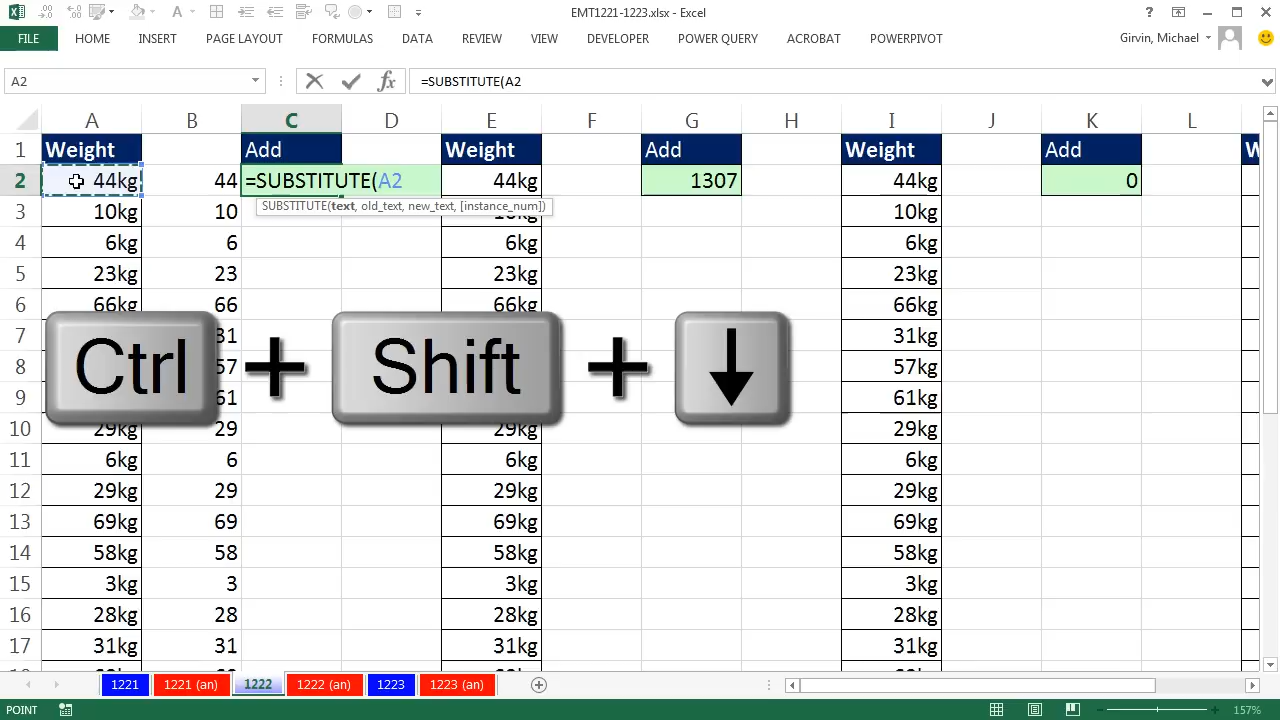 EMT1221-1223.xlsx - Excel
FILE HOME INSERT PAGE LAYOUT FORMULAS DATA REVIEW VIEW DEVELOPER POWER QUERY ACROBAT POWERPIVOT Girvin, Michael
A2 fx =SUBSTITUTE(A2
A B C D E F G H I J K L
1 Weight Add Weight Add Weight Add
2 44kg 44 =SUBSTITUTE(A2 44kg 1307 44kg 0
SUBSTITUTE(text, old_text, new_text, [instance_num])
3 10kg 10 10kg
4 6kg 6 6kg 6kg
5 23kg 23 23kg 23kg
6 66kg 66 66kg 66kg
7 31 31kg
8 57 57kg
9 61 61kg
Ctrl + Shift + ↓
10 29kg 29 29kg 29kg
11 6kg 6 6kg 6kg
12 29kg 29 29kg 29kg
13 69kg 69 69kg 69kg
14 58kg 58 58kg 58kg
15 3kg 3 3kg 3kg
16 28kg 28 28kg 28kg
17 31kg 31 31kg 31kg
1221 1221 (an) 1222 1222 (an) 1223 1223 (an)
POINT 157%